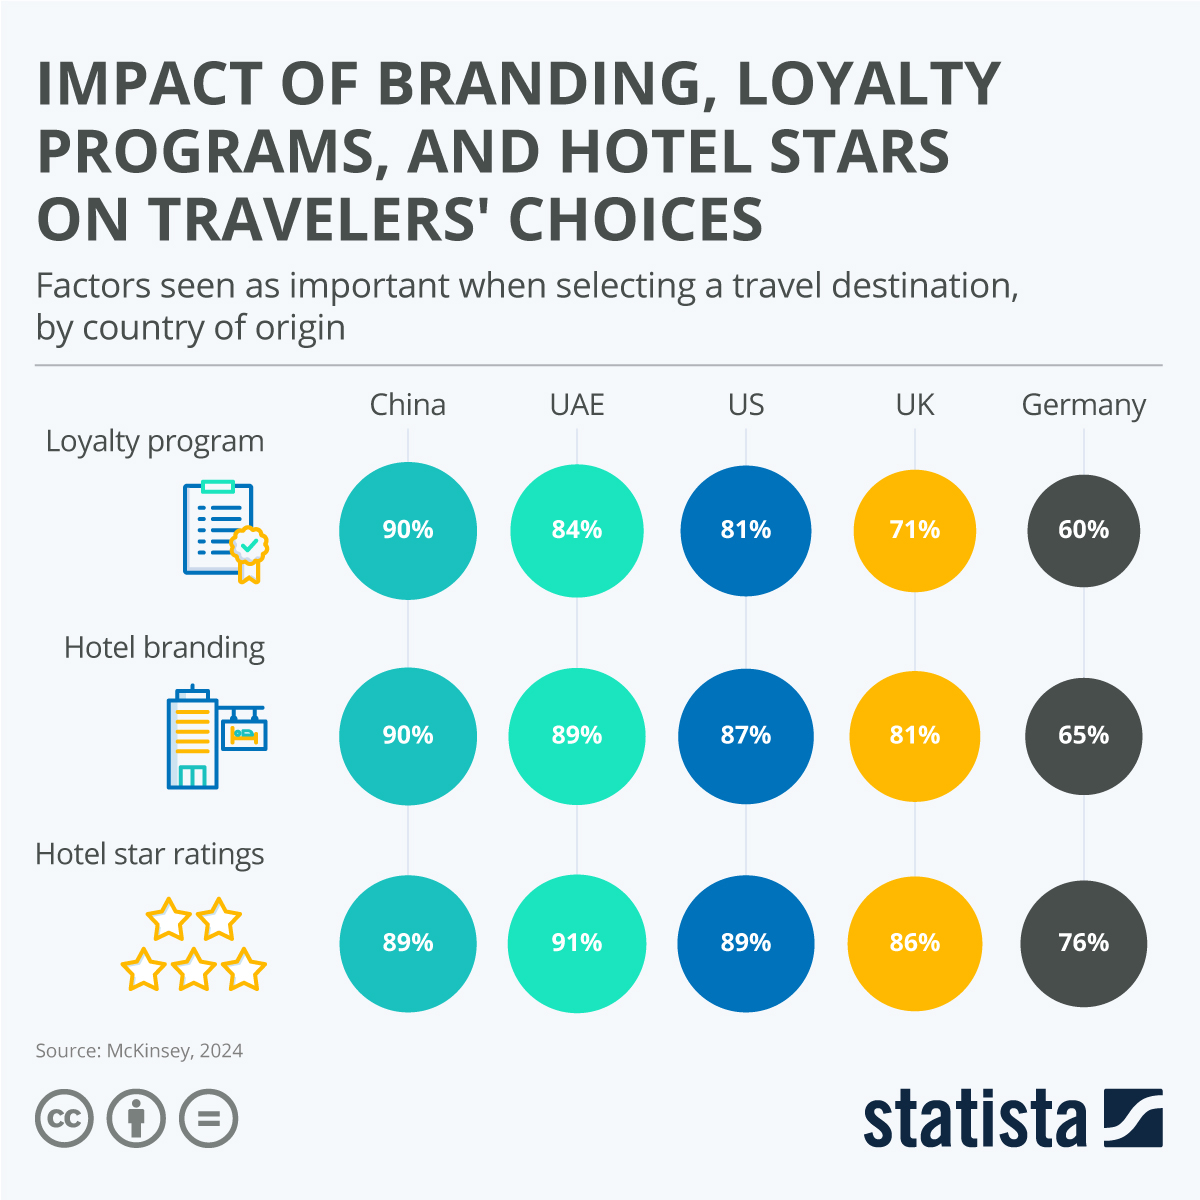 IMPACT OF BRANDING, LOYALTY
PROGRAMS, AND HOTEL STARS
ON TRAVELERS' CHOICES
Factors seen as important when selecting a travel destination,
by country of origin
China UAE US UK Germany
Loyalty program
90% 84% 81% 71% 60%
Hotel branding
90% 89% 87% 81% 65%
Hotel star ratings
89% 91% 89% 86% 76%
Source: McKinsey, 2024
cc
statista